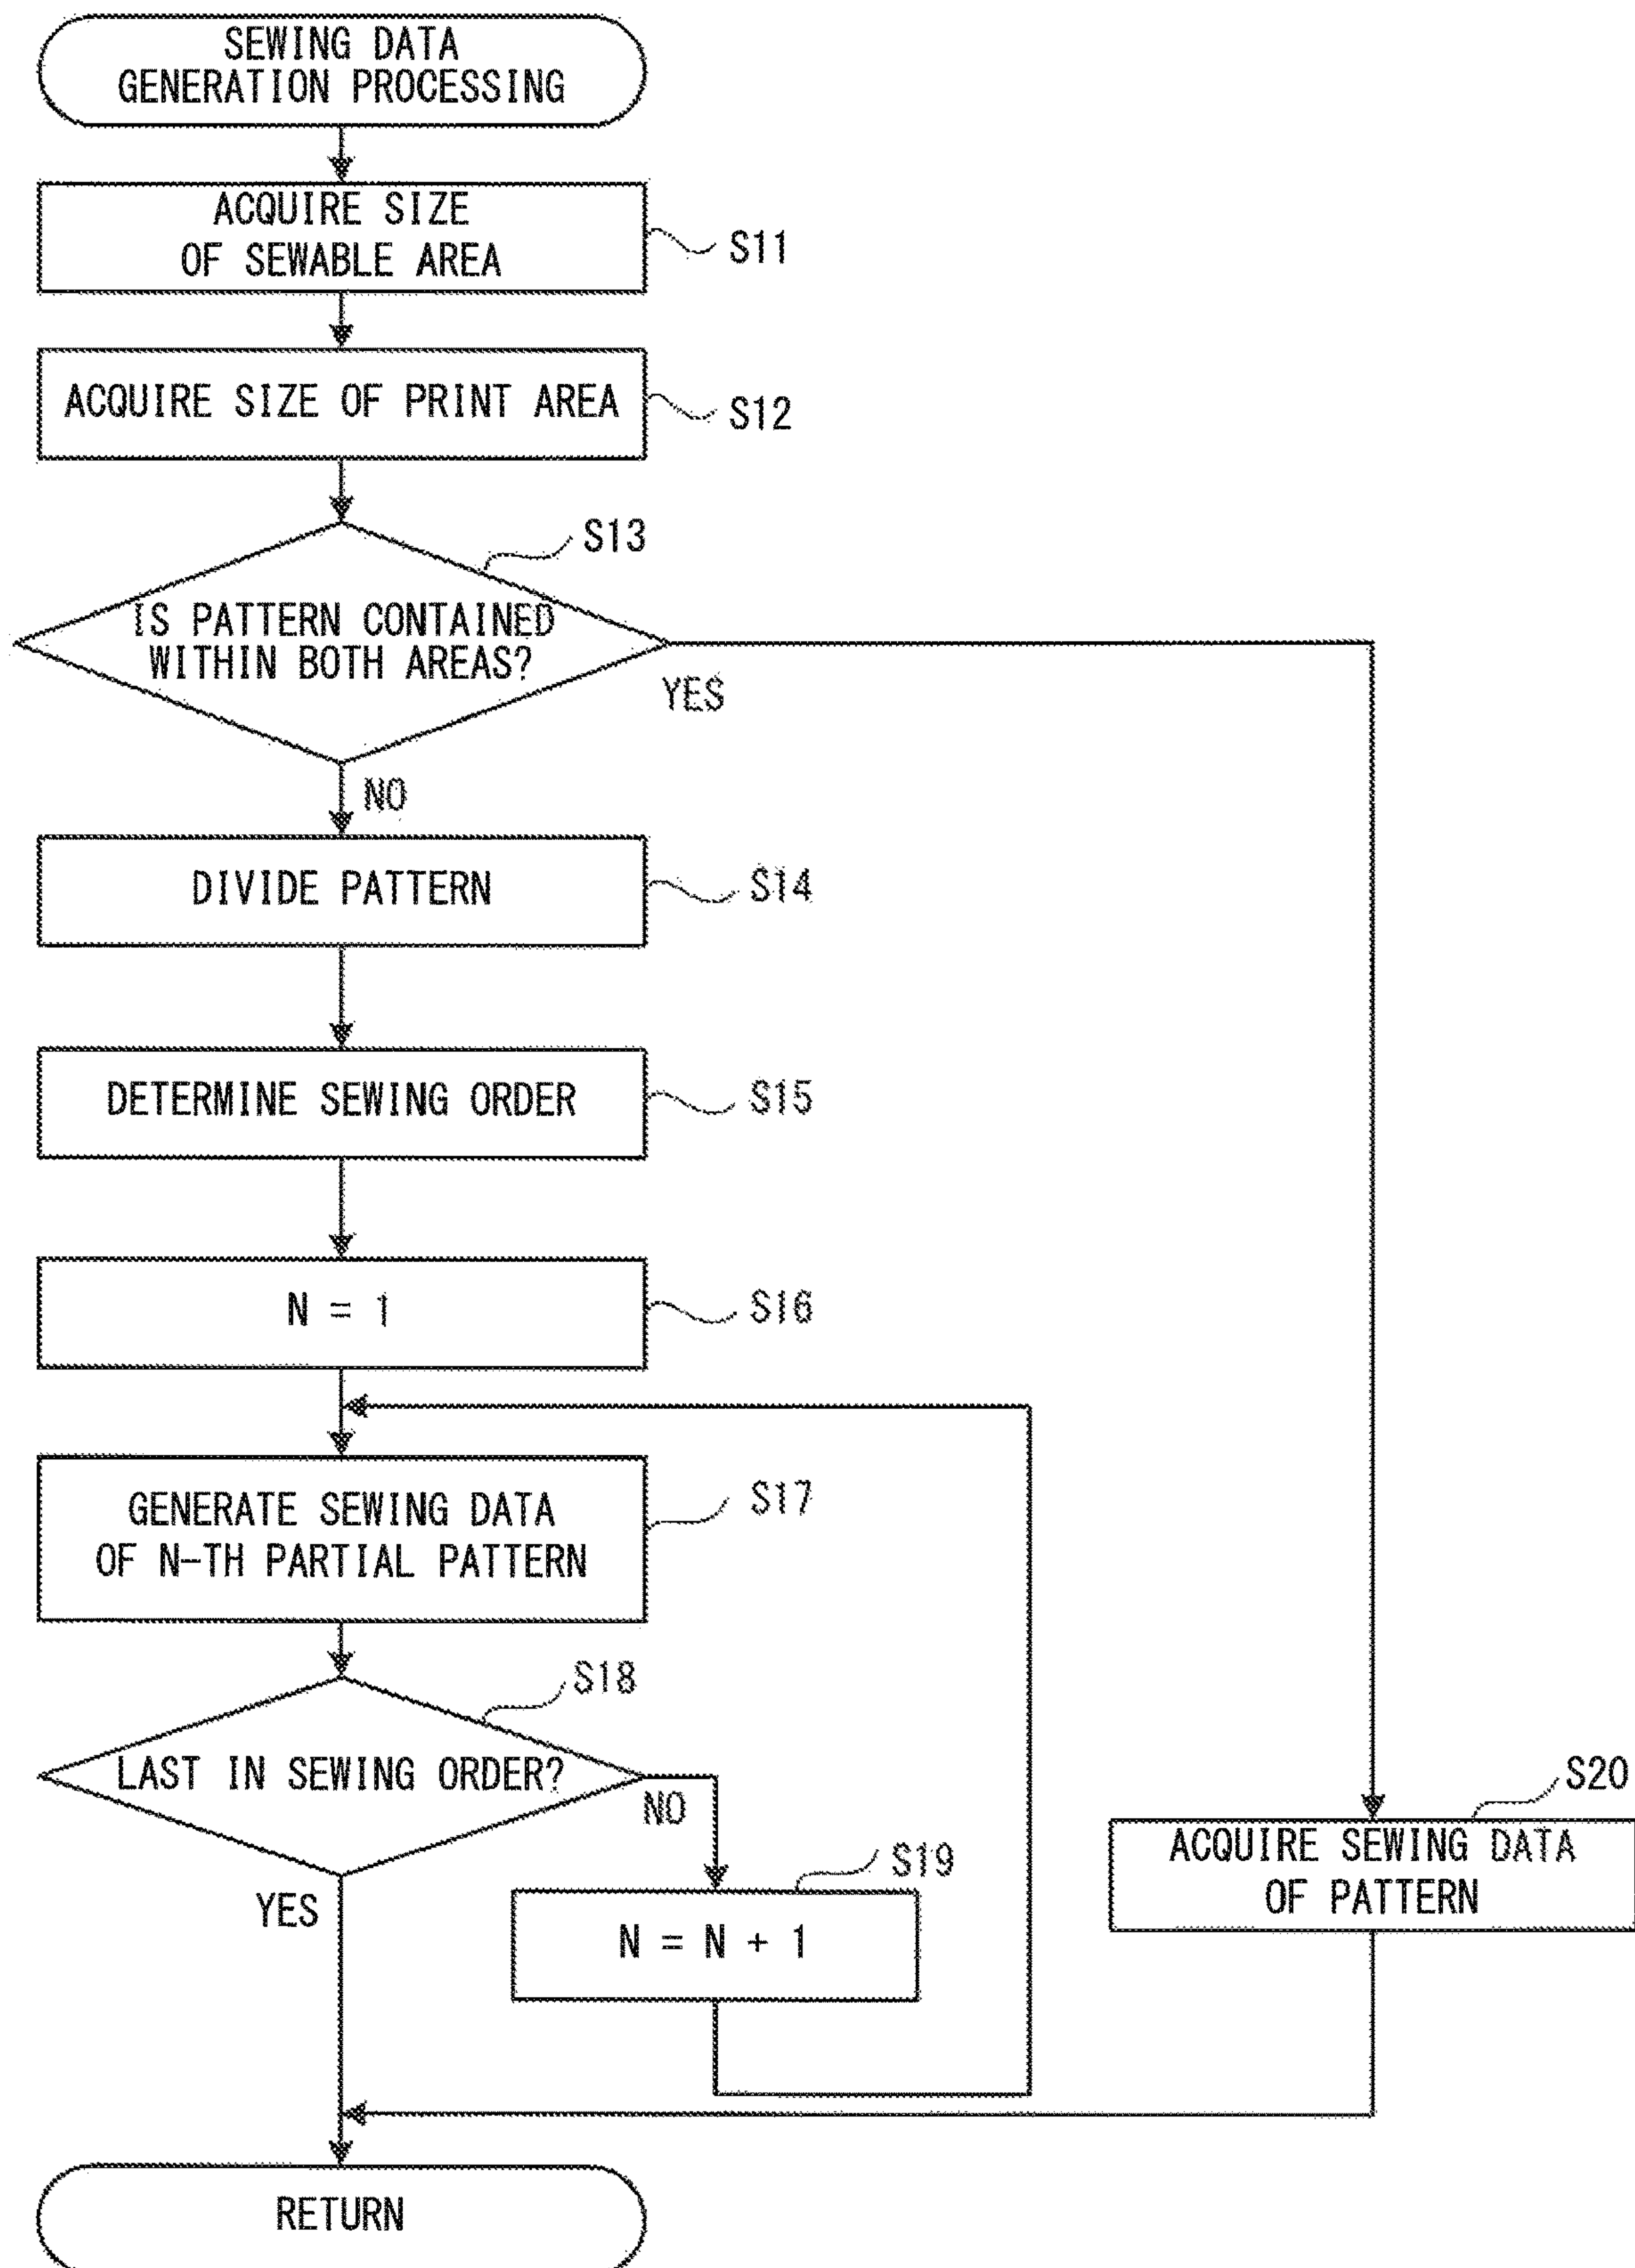 SEWING DATA
GENERATION PROCESSING
ACQUIRE SIZE
OF SEWABLE AREA
S11
ACQUIRE SIZE OF PRINT AREA
S12
S13
IS PATTERN CONTAINED
WITHIN BOTH AREAS?
YES
NO
DIVIDE PATTERN
S14
DETERMINE SEWING ORDER
S15
N = 1
S16
GENERATE SEWING DATA
OF N-TH PARTIAL PATTERN
S17
S18
LAST IN SEWING ORDER?
NO
YES
S19
N = N + 1
S20
ACQUIRE SEWING DATA
OF PATTERN
RETURN